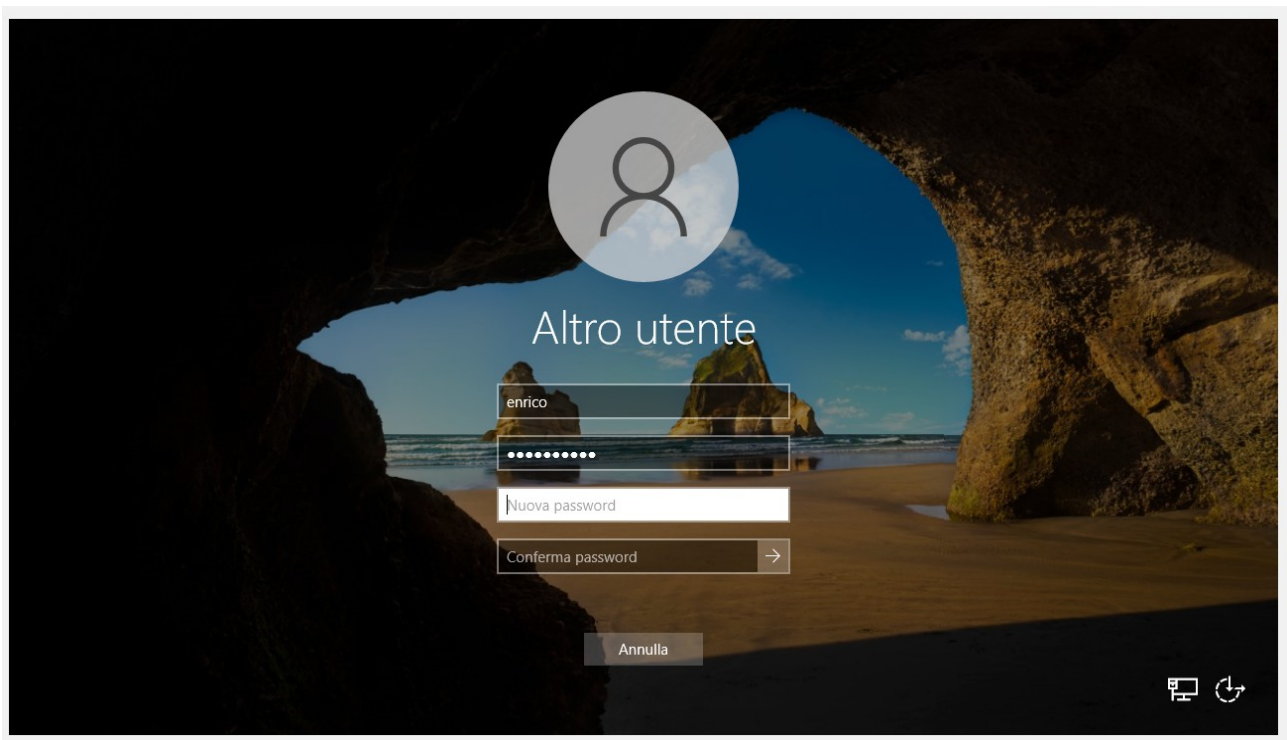 Altro utente
enrico
Nuova password
Conferma password
Annulla